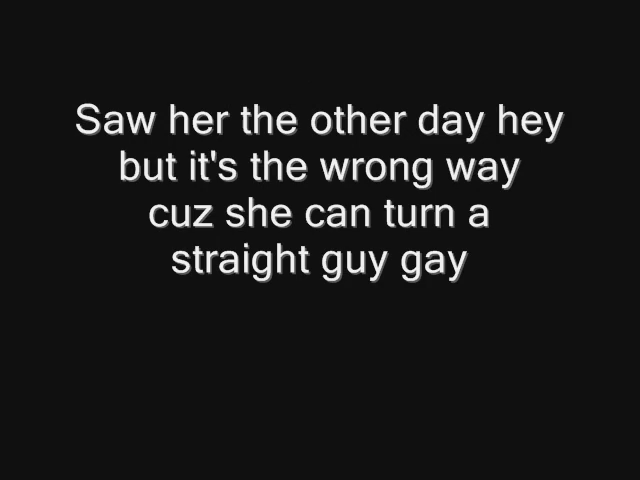 Saw her the other day hey
but it's the wrong way
cuz she can turn a
straight guy gay